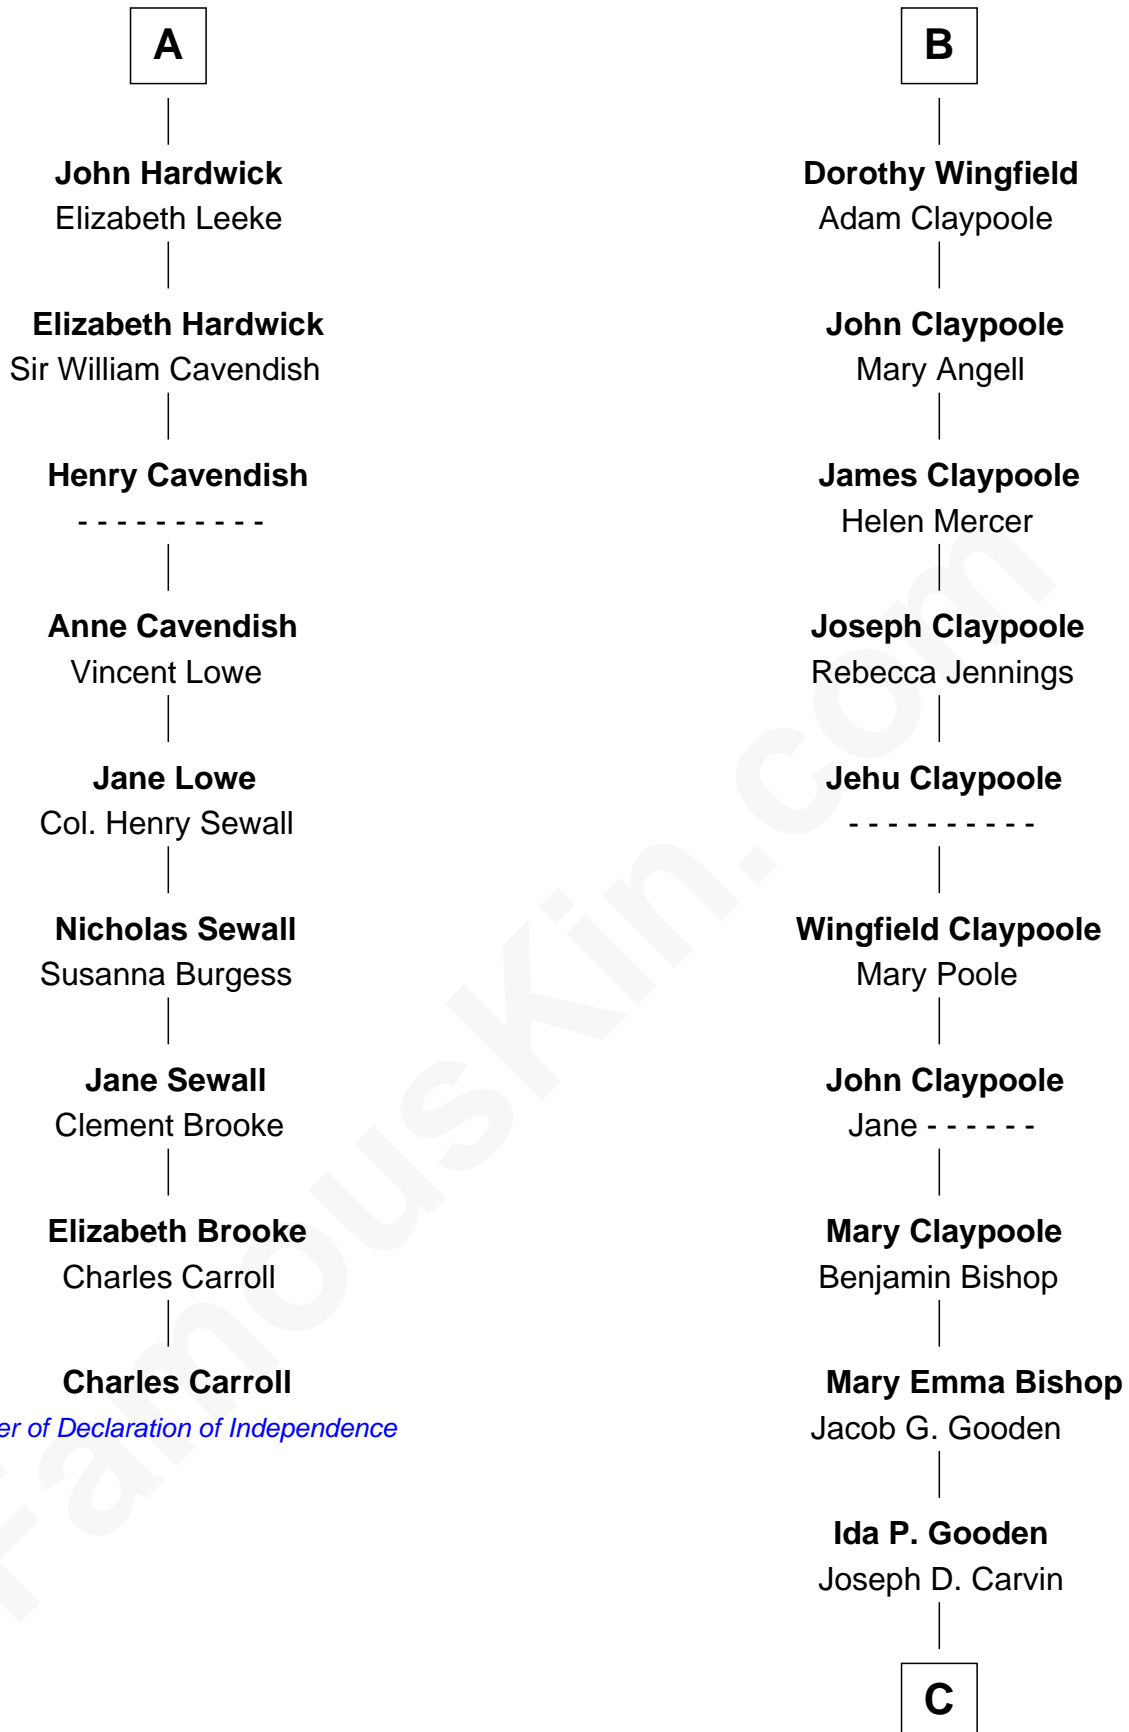 A
John Hardwick
Elizabeth Leeke
Elizabeth Hardwick
Sir William Cavendish
Henry Cavendish
- - - - - - - - - -
Anne Cavendish
Vincent Lowe
Jane Lowe
Col. Henry Sewall
Nicholas Sewall
Susanna Burgess
Jane Sewall
Clement Brooke
Elizabeth Brooke
Charles Carroll
Charles Carroll
of Declaration of Independence
B
Dorothy Wingfield
Adam Claypoole
John Claypoole
Mary Angell
James Claypoole
Helen Mercer
Joseph Claypoole
Rebecca Jennings
Jehu Claypoole
- - - - - - - - - -
Wingfield Claypoole
Mary Poole
John Claypoole
Jane - - - - - -
Mary Claypoole
Benjamin Bishop
Mary Emma Bishop
Jacob G. Gooden
Ida P. Gooden
Joseph D. Carvin
C
FamousKin.com